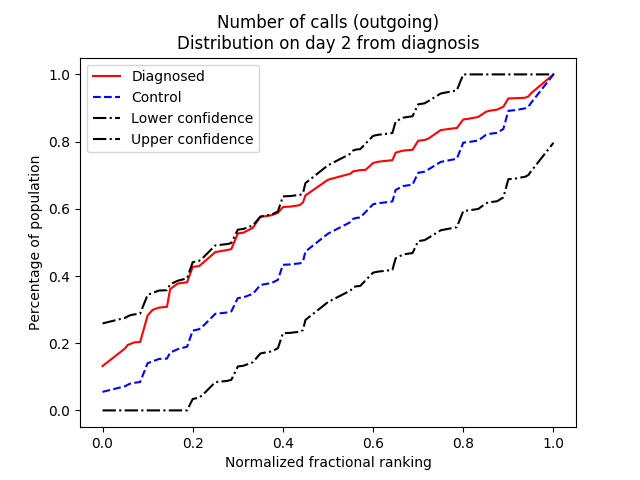 Number of calls (outgoing)
Distribution on day 2 from diagnosis
Diagnosed
Control
Lower confidence
Upper confidence
Percentage of population
1.0
0.8
0.6
0.4
0.2
0.0
0.0 0.2 0.4 0.6 0.8 1.0
Normalized fractional ranking